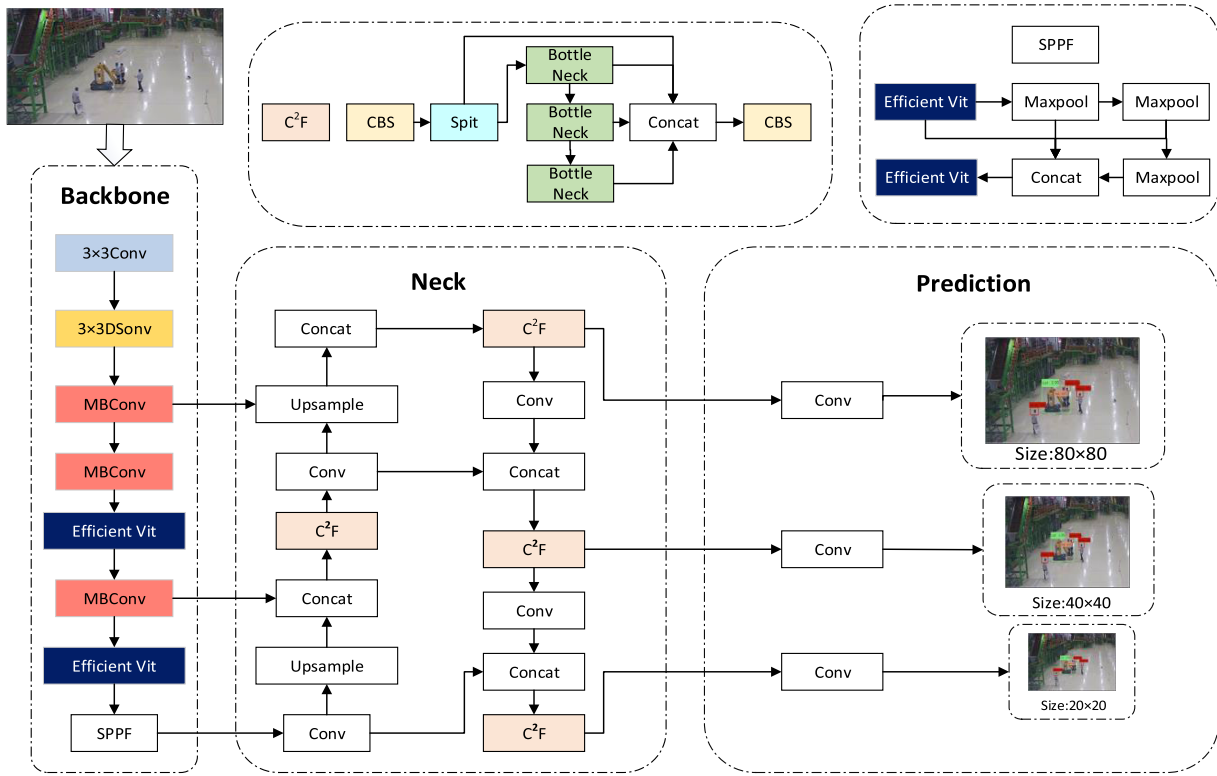 C²F
CBS
Spit
Bottle
Neck
Bottle
Neck
Bottle
Neck
Concat
CBS
SPPF
Efficient Vit
Maxpool
Maxpool
Efficient Vit
Concat
Maxpool
Backbone
3×3Conv
3×3DSonv
MBConv
MBConv
Efficient Vit
MBConv
Efficient Vit
SPPF
Neck
Concat
Upsample
Conv
C²F
Concat
Upsample
Conv
C²F
Conv
Concat
C²F
Conv
Concat
C²F
Prediction
Conv
Size:80×80
Conv
Size:40×40
Conv
Size:20×20